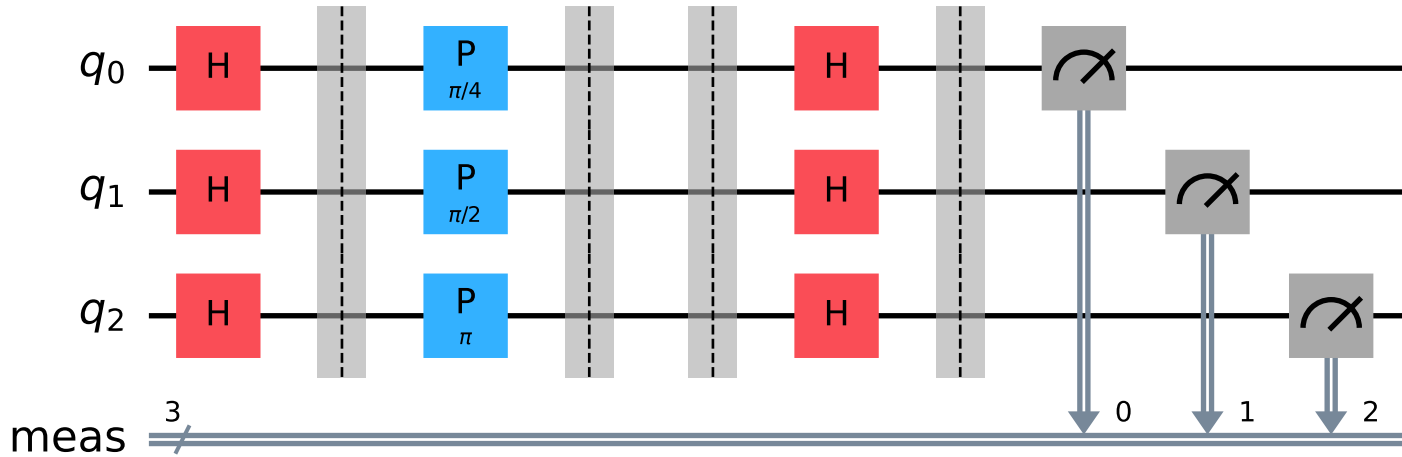 q0 H P π/4 H
q1 H P π/2 H
q2 H P π H
meas 3 0 1 2